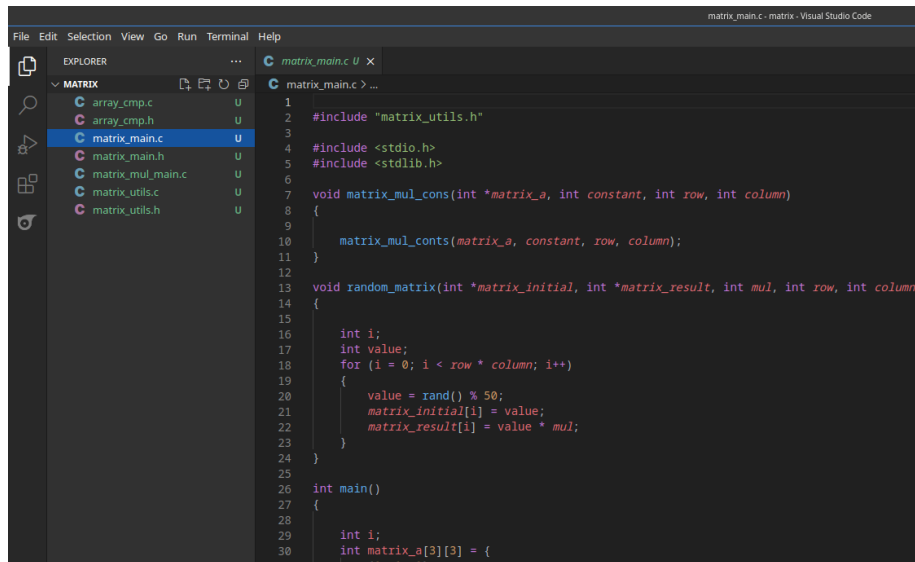 matrix_main.c - matrix - Visual Studio Code
File Edit Selection View Go Run Terminal Help
EXPLORER
MATRIX
C array_cmp.c U
C array_cmp.h U
C matrix_main.c U
C matrix_main.h U
C matrix_mul_main.c U
C matrix_utils.c U
C matrix_utils.h U
C matrix_main.c U ×
C matrix_main.c > ...
1
2 #include "matrix_utils.h"
3
4 #include <stdio.h>
5 #include <stdlib.h>
6
7 void matrix_mul_cons(int *matrix_a, int constant, int row, int column)
8 {
9
10 matrix_mul_conts(matrix_a, constant, row, column);
11 }
12
13 void random_matrix(int *matrix_initial, int *matrix_result, int mul, int row, int column
14 {
15
16 int i;
17 int value;
18 for (i = 0; i < row * column; i++)
19 {
20 value = rand() % 50;
21 matrix_initial[i] = value;
22 matrix_result[i] = value * mul;
23 }
24 }
25
26 int main()
27 {
28
29 int i;
30 int matrix_a[3][3] = {